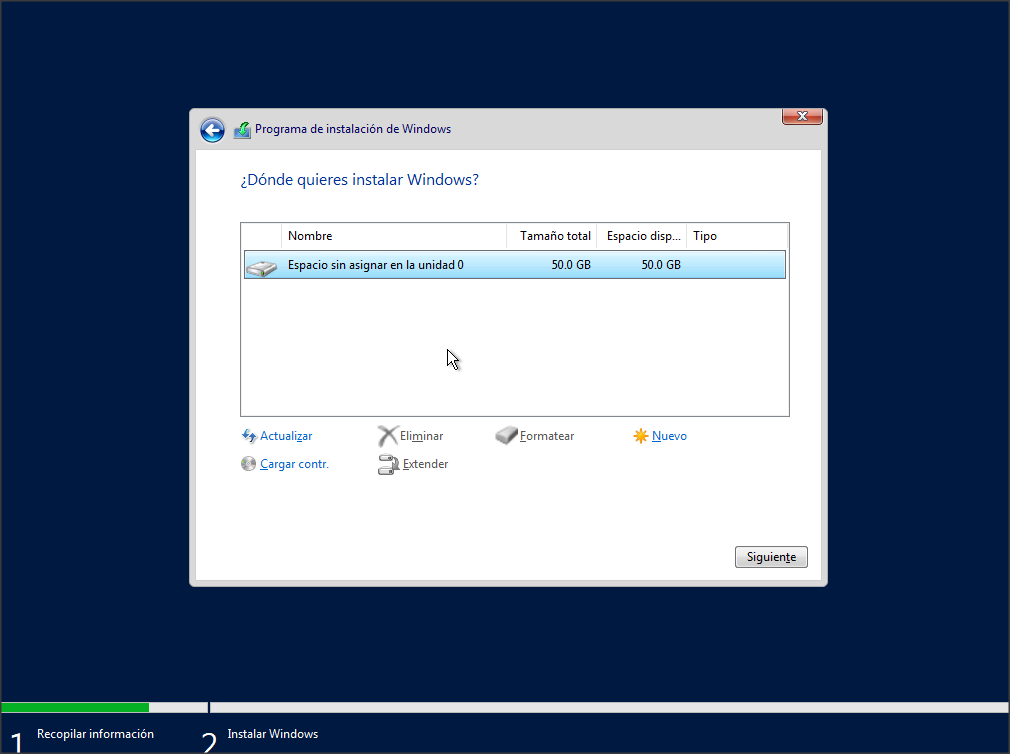 Programa de instalación de Windows
¿Dónde quieres instalar Windows?
Nombre Tamaño total Espacio disp... Tipo
Espacio sin asignar en la unidad 0 50.0 GB 50.0 GB
Actualizar Eliminar Formatear Nuevo
Cargar contr. Extender
Siguiente
1 Recopilar información 2 Instalar Windows